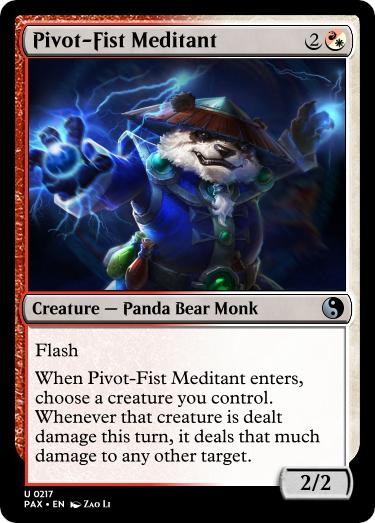 Pivot-Fist Meditant 2
Creature — Panda Bear Monk
Flash
When Pivot-Fist Meditant enters,
choose a creature you control.
Whenever that creature is dealt
damage this turn, it deals that much
damage to any other target.
2/2
U 0217
PAX • EN Zao Li